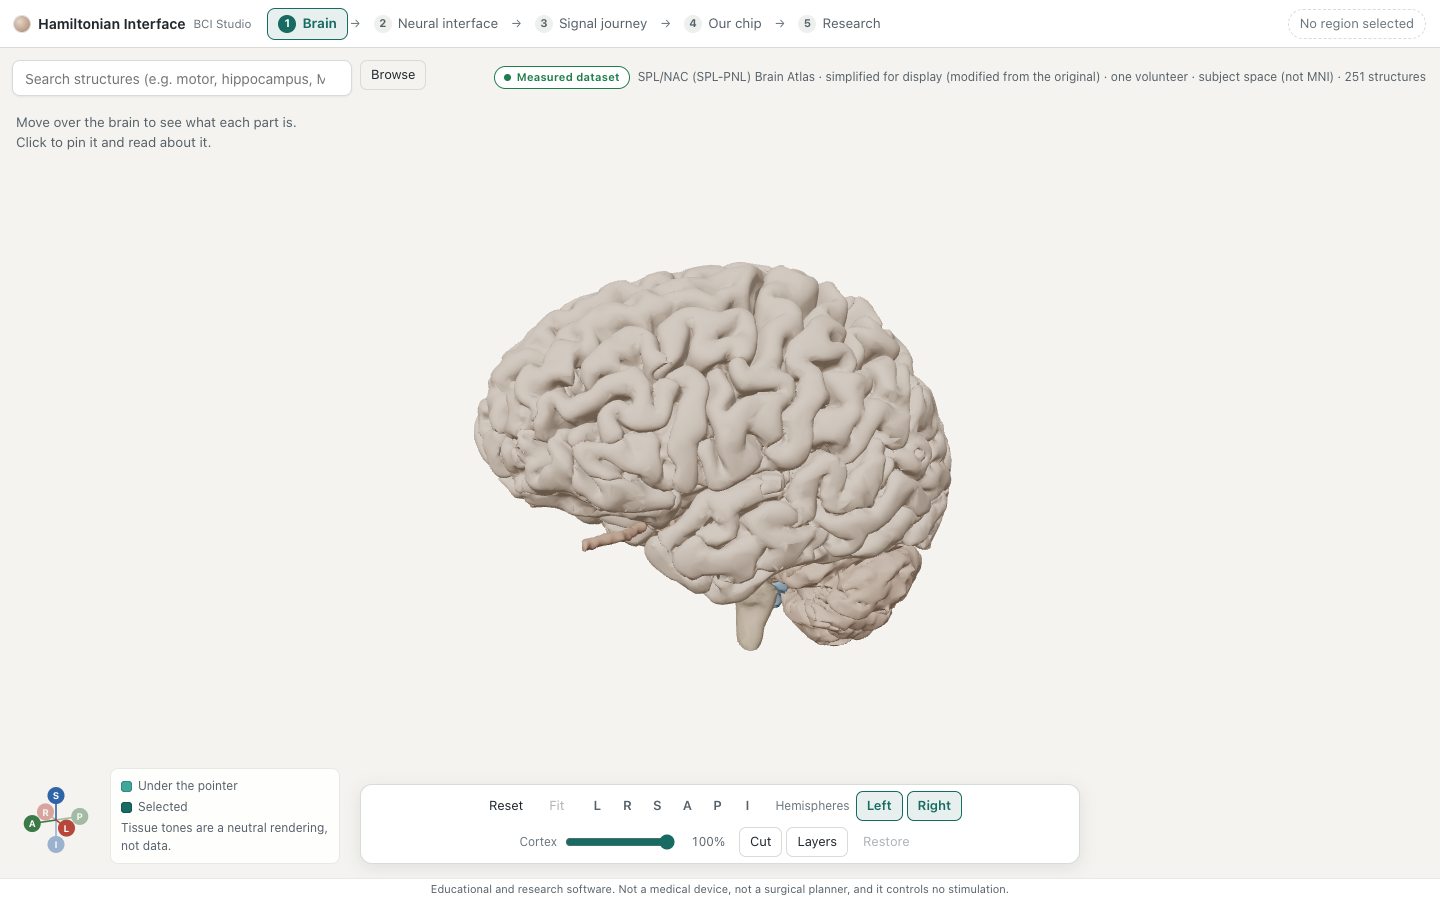 Hamiltonian Interface BCI Studio 1 Brain → 2 Neural interface → 3 Signal journey → 4 Our chip → 5 Research No region selected
Search structures (e.g. motor, hippocampus, Browse
Measured dataset SPL/NAC (SPL-PNL) Brain Atlas · simplified for display (modified from the original) · one volunteer · subject space (not MNI) · 251 structures
Move over the brain to see what each part is.
Click to pin it and read about it.
S
R
P
A
L
I
Under the pointer
Selected
Tissue tones are a neutral rendering,
not data.
Reset Fit L R S A P I Hemispheres Left Right
Cortex 100% Cut Layers Restore
Educational and research software. Not a medical device, not a surgical planner, and it controls no stimulation.